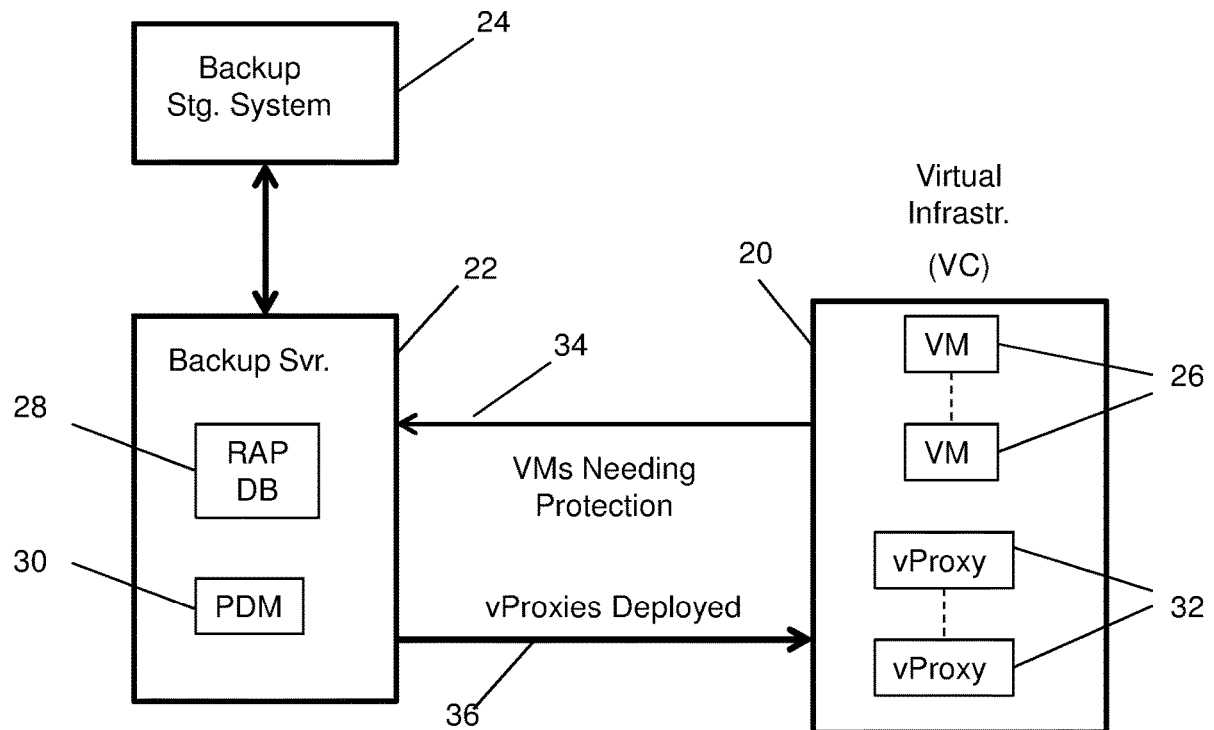 24
Backup
Stg. System
Virtual
Infrastr.
(VC)
22
20
Backup Svr.
34
VM
26
28
RAP
DB
VM
VMs Needing
Protection
30
PDM
vProxies Deployed
vProxy
32
vProxy
36